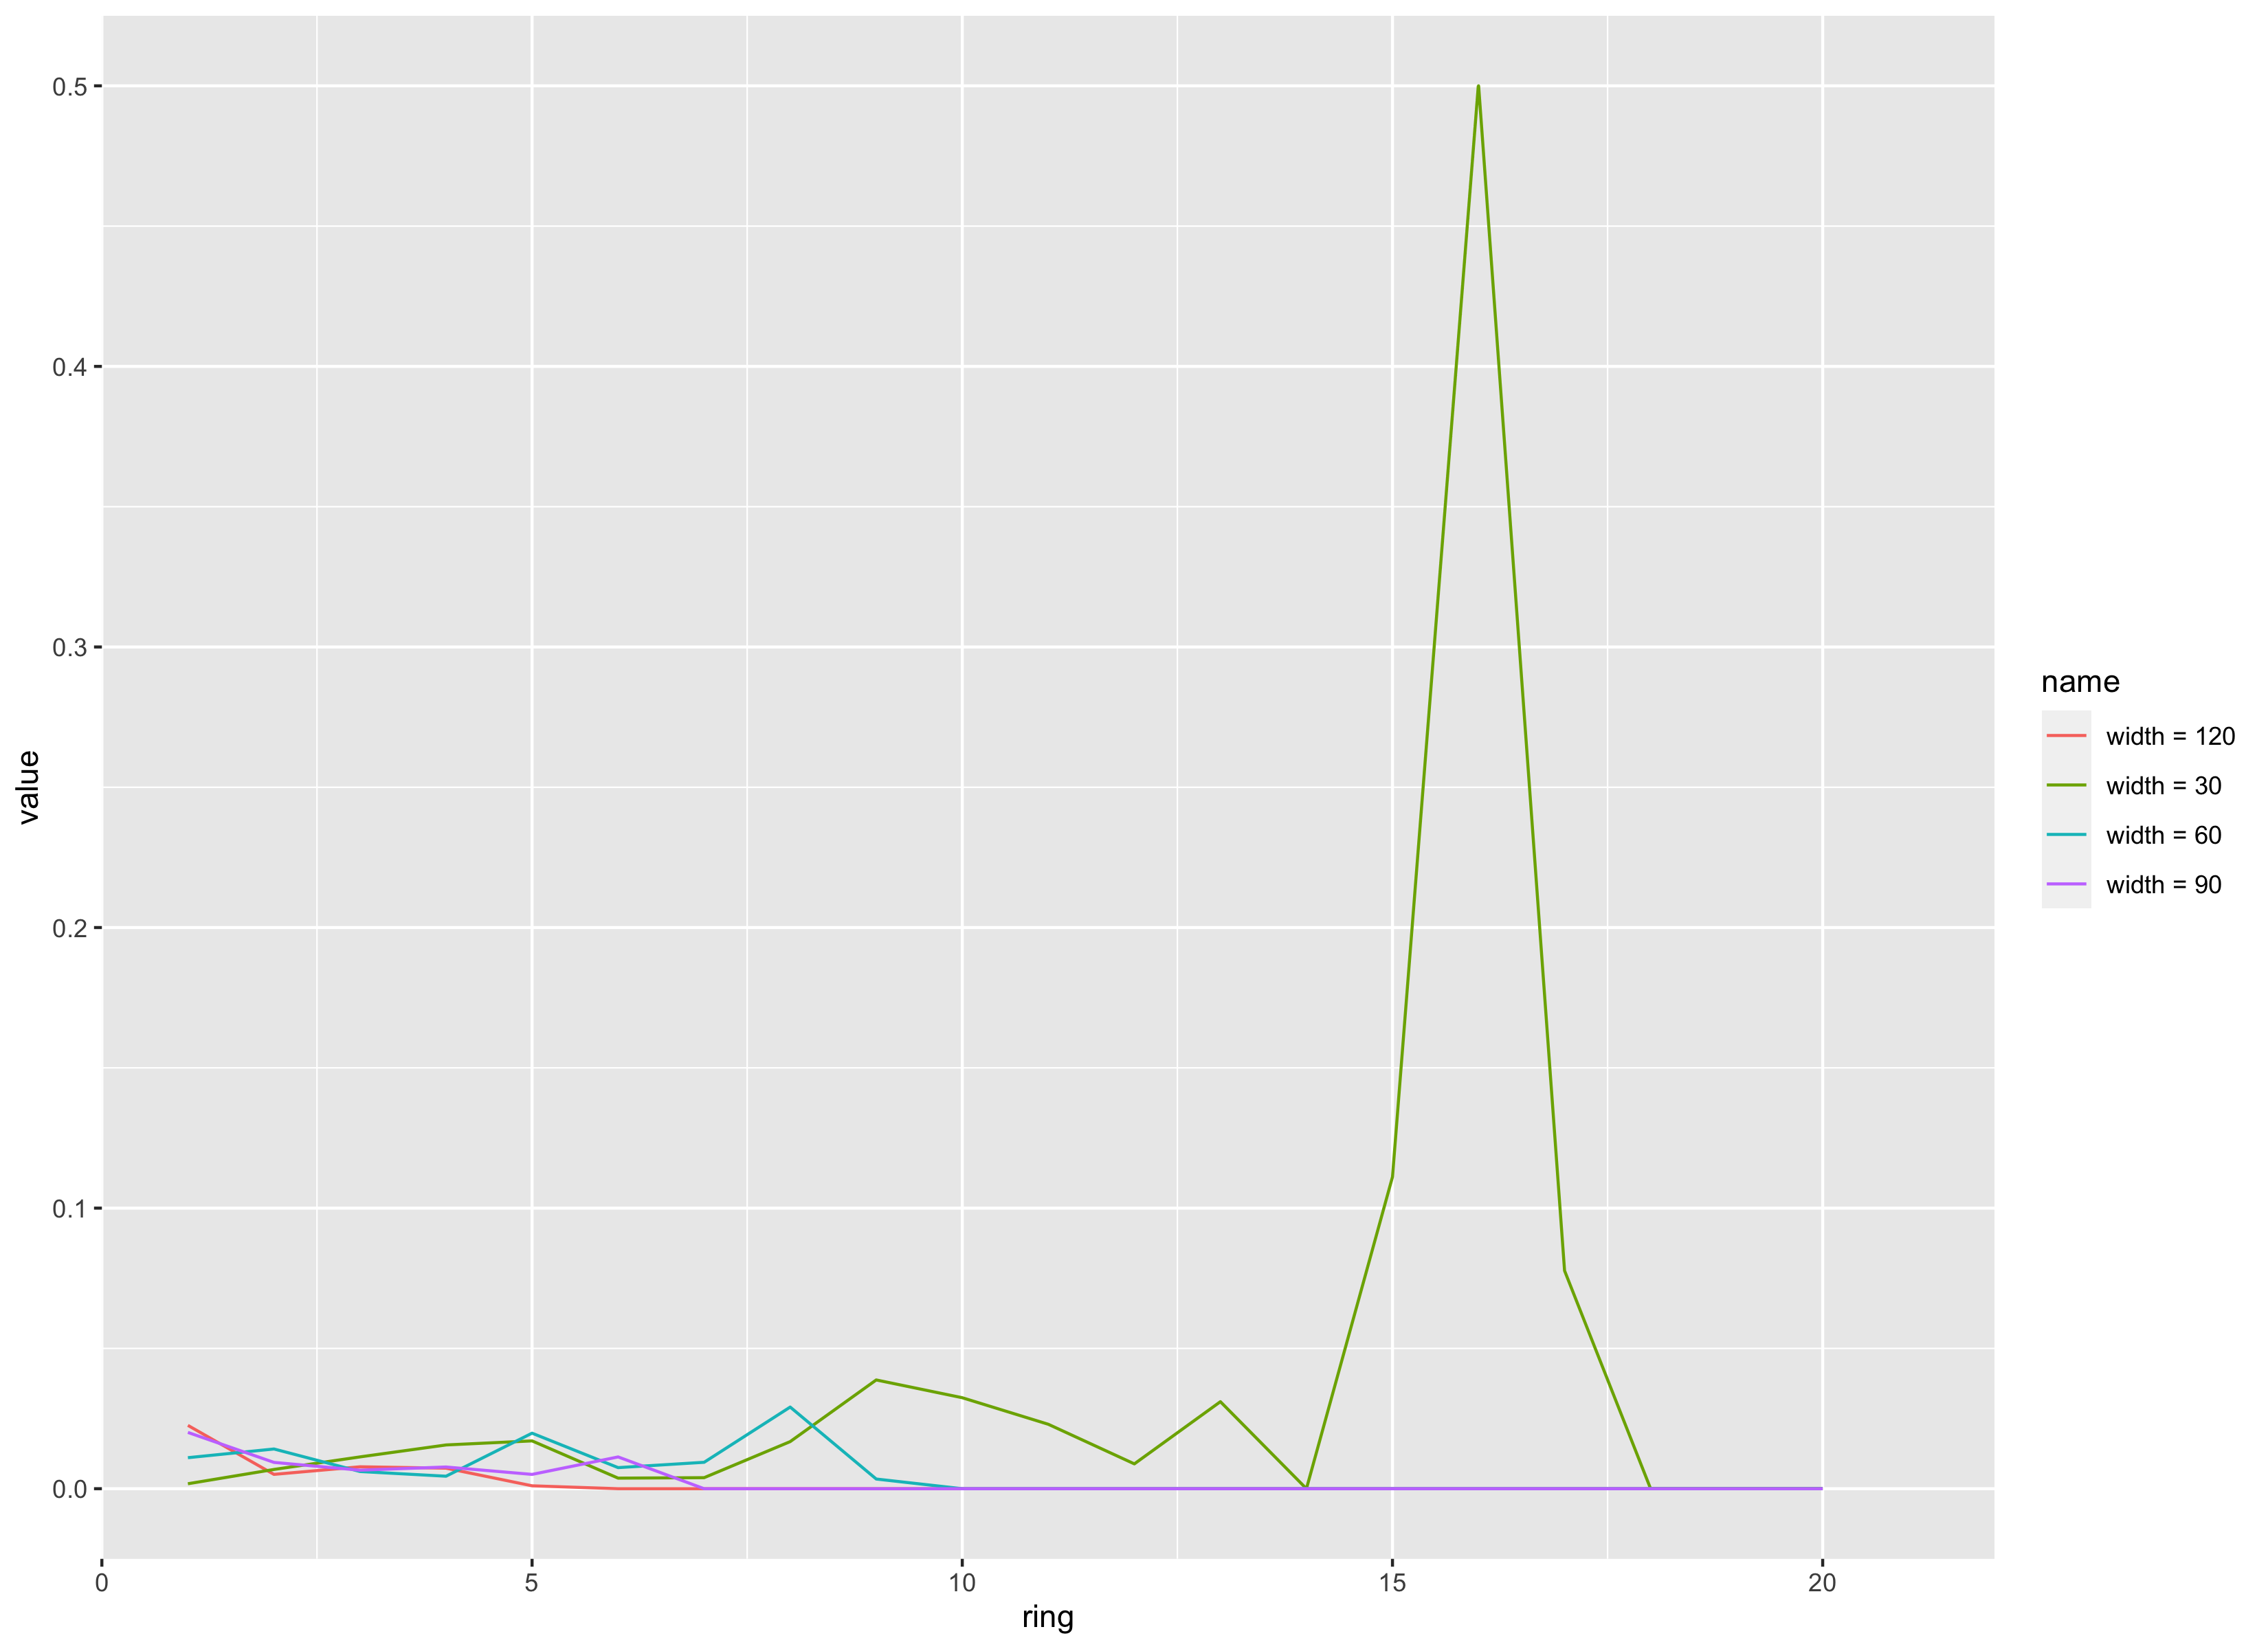 0.5
0.4
0.3
0.2
0.1
0.0
value
0 5 10 15 20
ring
name
width = 120
width = 30
width = 60
width = 90